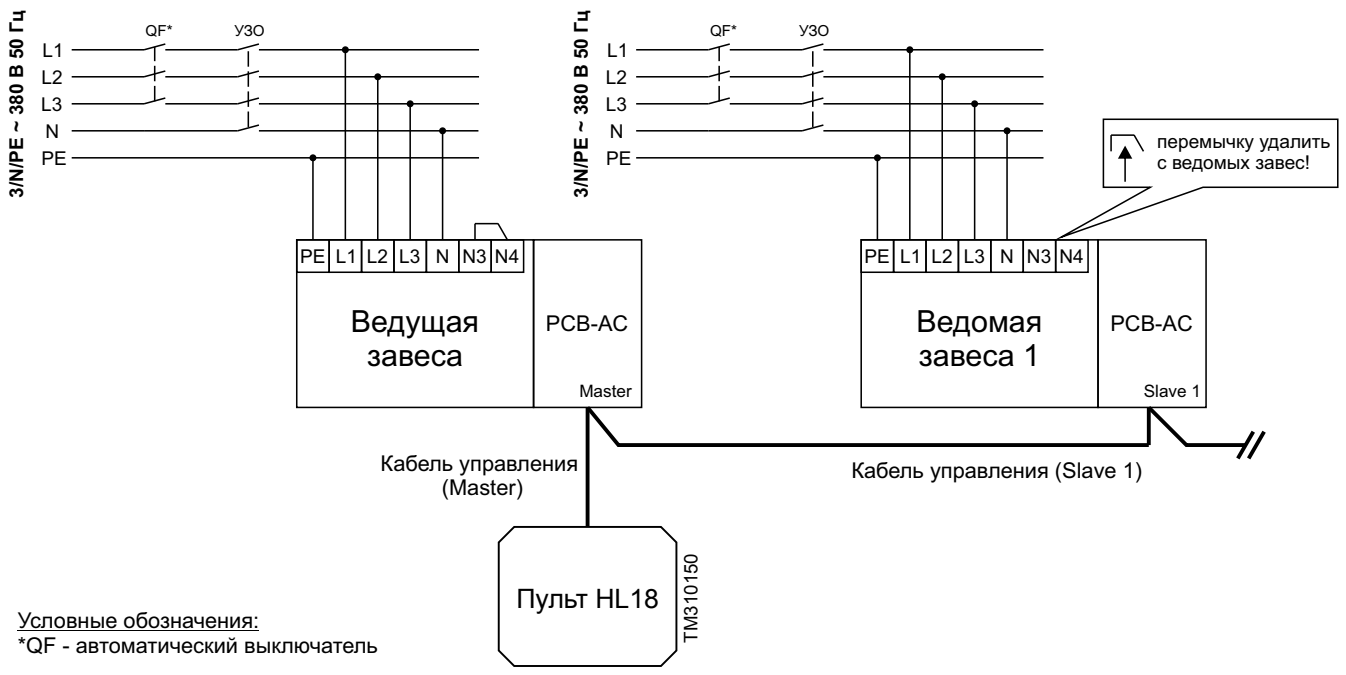 3/N/PE ~ 380 В 50 Гц
QF* УЗО
L1
L2
L3
N
PE
3/N/PE ~ 380 В 50 Гц
QF* УЗО
L1
L2
L3
N
PE
перемычку удалить
с ведомых завес!
PE L1 L2 L3 N N3 N4
Ведущая
завеса
PCB-AC
Master
PE L1 L2 L3 N N3 N4
Ведомая
завеса 1
PCB-AC
Slave 1
Кабель управления
(Master)
Кабель управления (Slave 1)
Пульт HL18
TM310150
Условные обозначения:
*QF - автоматический выключатель